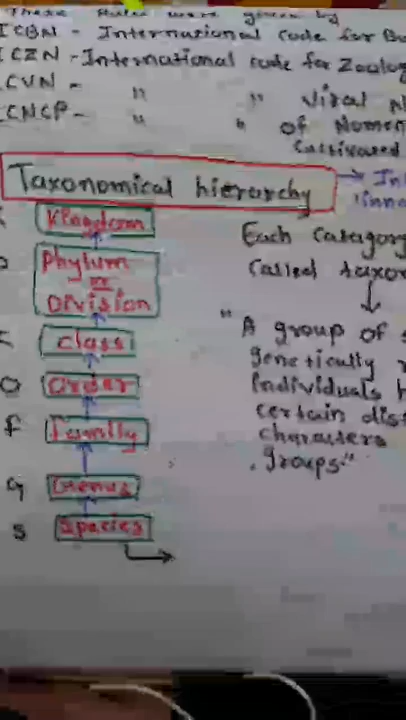 These rules were given by
ICBN - International code for
ICZN - International code for Zoolog
ICVN - " " Viral N
ICNCP - " " of Nomen
Cultivated
Taxonomical hierarchy
Kingdom
Each Category
Phylum
Called taxon
or
Division
"A group of
C Class
genetically
O Order
individuals
certain dist
F family
characters
groups."
G Genus
S Species